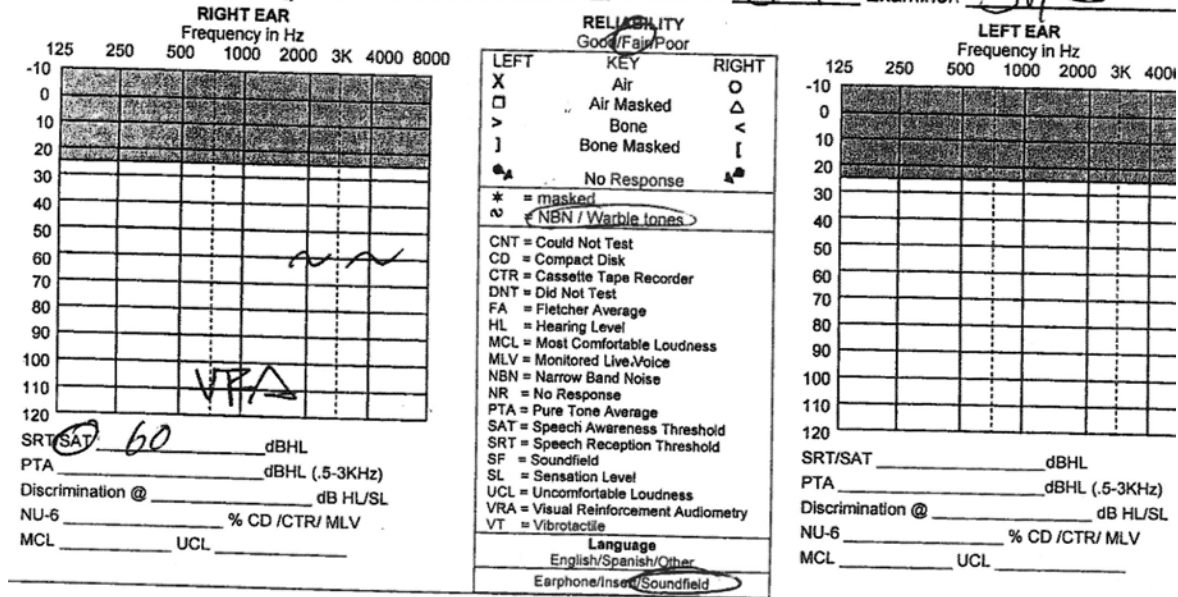 Examiner
RIGHT EAR
Frequency in Hz
125 250 500 1000 2000 3K 4000 8000
-10
0
10
20
30
40
50
60
70
80
90
100
110
120
VRA
SRT/SAT 60 dBHL
PTA dBHL (.5-3KHz)
Discrimination @ dB HL/SL
NU-6 % CD /CTR/ MLV
MCL UCL
RELIABILITY
Good/Fair/Poor
LEFT KEY RIGHT
X Air O
□ Air Masked △
> Bone <
] Bone Masked [
No Response
* = masked
~ = NBN / Warble tones
CNT = Could Not Test
CD = Compact Disk
CTR = Cassette Tape Recorder
DNT = Did Not Test
FA = Fletcher Average
HL = Hearing Level
MCL = Most Comfortable Loudness
MLV = Monitored Live.Voice
NBN = Narrow Band Noise
NR = No Response
PTA = Pure Tone Average
SAT = Speech Awareness Threshold
SRT = Speech Reception Threshold
SF = Soundfield
SL = Sensation Level
UCL = Uncomfortable Loudness
VRA = Visual Reinforcement Audiometry
VT = Vibrotactile
Language
English/Spanish/Other
Earphone/Insert/Soundfield
LEFT EAR
Frequency in Hz
125 250 500 1000 2000 3K 400
-10
0
10
20
30
40
50
60
70
80
90
100
110
120
SRT/SAT dBHL
PTA dBHL (.5-3KHz)
Discrimination @ dB HL/SL
NU-6 % CD /CTR/ MLV
MCL UCL